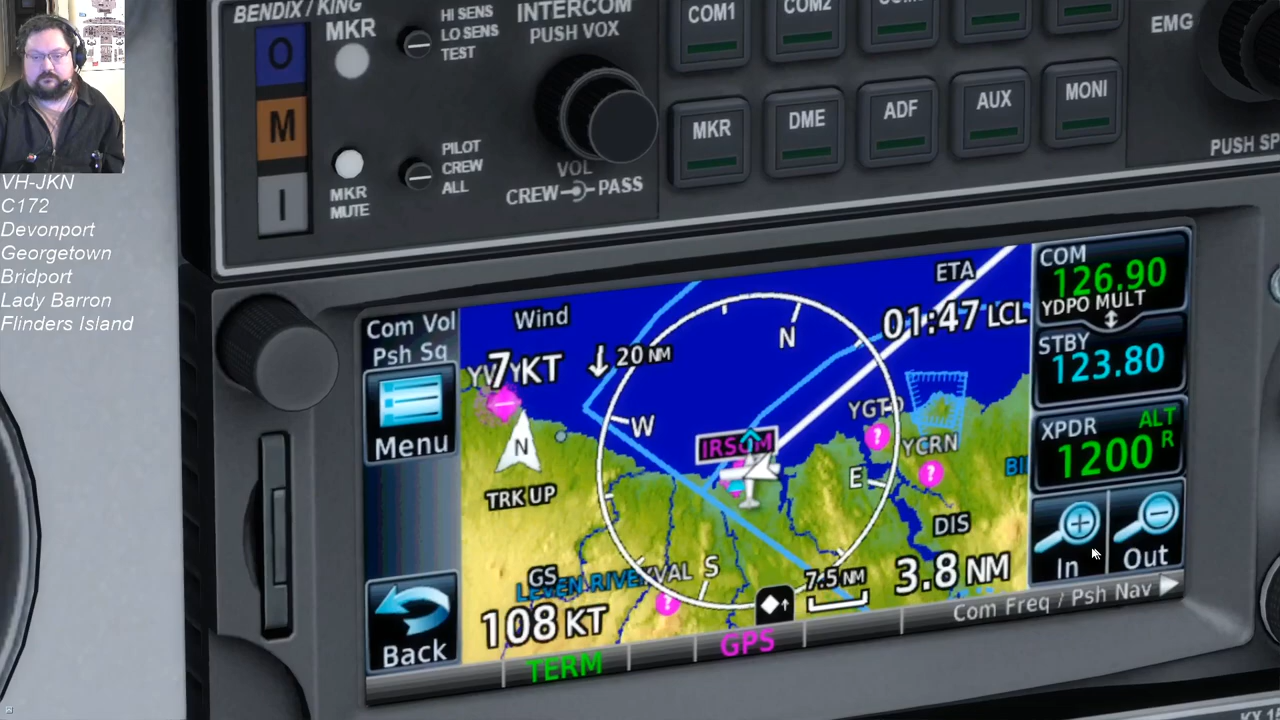 BENDIX / KING
MKR
HI SENS
LO SENS
TEST
INTERCOM
PUSH VOX
COM1
COM2
EMG
O
M
I
MKR
MUTE
PILOT
CREW
ALL
VOL
CREW PASS
MKR
DME
ADF
AUX
MONI
VH-JKN
C172
Devonport
Georgetown
Bridport
Lady Barron
Flinders Island
Com Vol
Psh Sq
Menu
Back
Wind
7 KT
20 NM
ETA
01:47 LCL
N
W
E
S
N
TRK UP
YGTO
YCRN
DIS
3.8 NM
7.5 NM
GS
LEVEN RIVER
108 KT
TERM
GPS
COM
126.90
YDPO MULT
STBY
123.80
XPDR ALT
1200 R
In
Out
Com Freq / Psh Nav